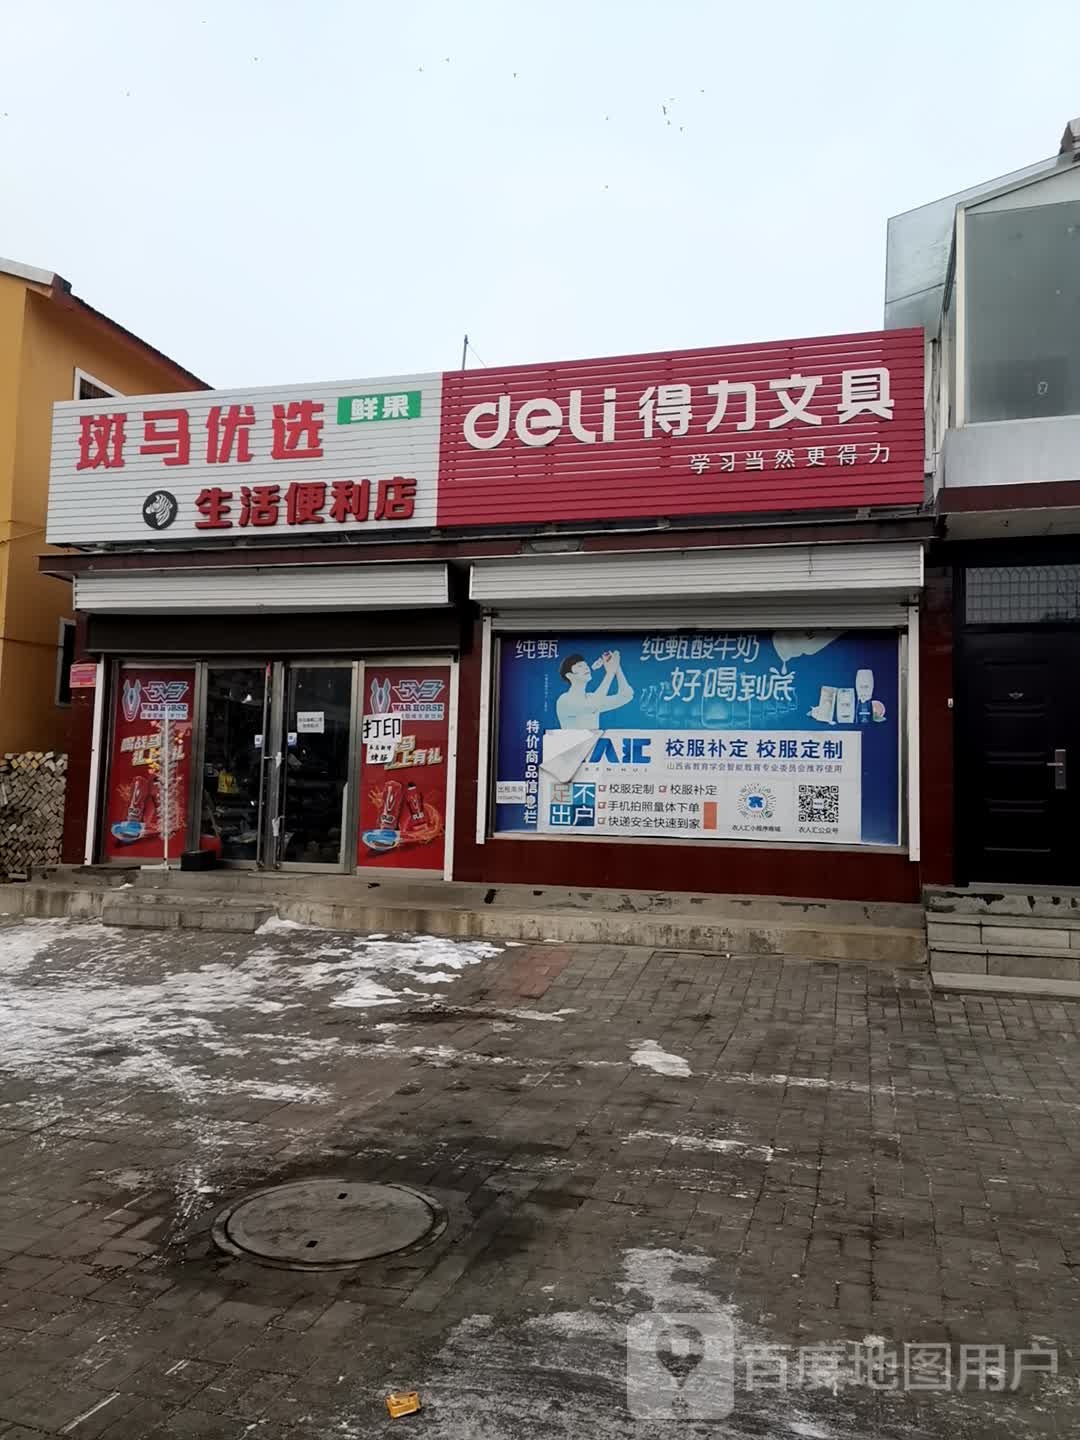 斑马优选 鲜果
生活便利店
deli 得力文具
学习当然更得力
纯甄
纯甄酸牛奶
好喝到底
特价商品信息栏
人汇 校服补定 校服定制
山西省教育学会智能教育专业委员会推荐使用
足不出户
校服定制 校服补定
手机拍照量体下单
快递安全快速到家
衣人汇小程序商城 衣人汇公众号
WAR HORSE
WAR HORSE
打印
烤肠
上有礼
百度地图用户